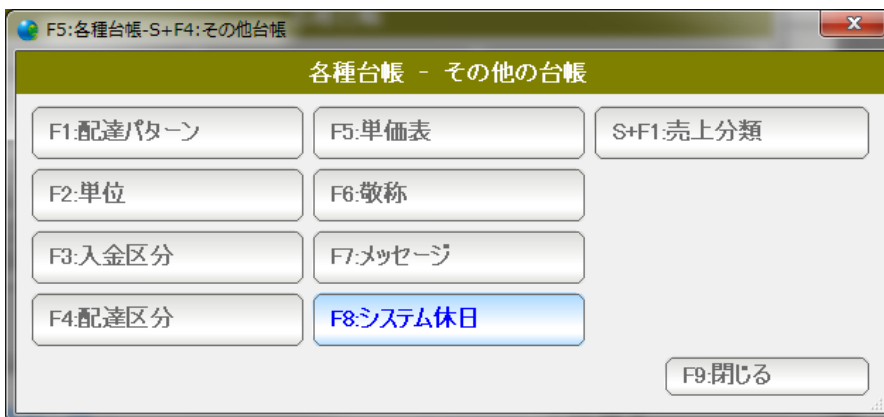 F5:各種台帳-S+F4:その他台帳
各種台帳 - その他の台帳
F1:配達パターン
F5:単価表
S+F1:売上分類
F2:単位
F6:敬称
F3:入金区分
F7:メッセージ
F4:配達区分
F8:システム休日
F9:閉じる